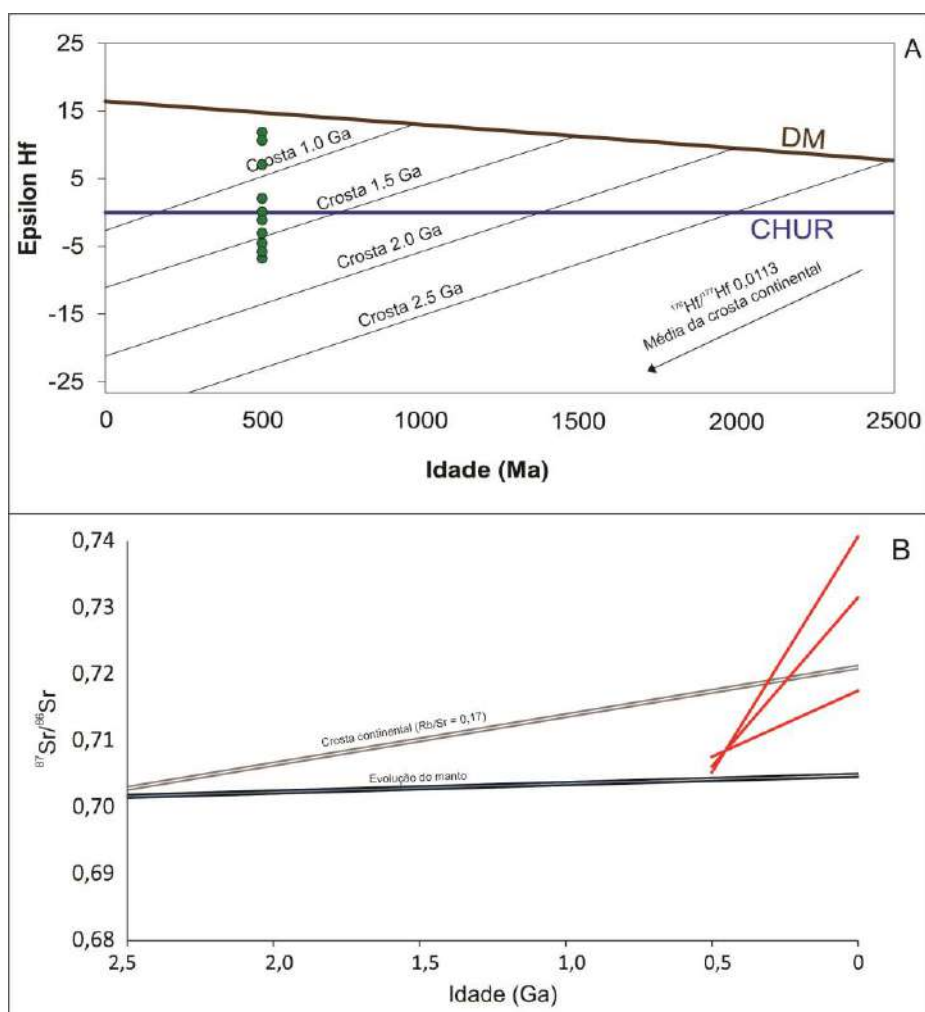 A
25
15
5
-5
-15
-25
Epsilon Hf
DM
CHUR
Crosta 1.0 Ga
Crosta 1.5 Ga
Crosta 2.0 Ga
Crosta 2.5 Ga
¹⁷⁶Hf/¹⁷⁷Hf 0,0113
Média da crosta continental
0 500 1000 1500 2000 2500
Idade (Ma)
B
0,74
0,73
0,72
0,71
0,70
0,69
0,68
⁸⁷Sr/⁸⁶Sr
Crosta continental (Rb/Sr = 0,17)
Evolução do manto
2,5 2,0 1,5 1,0 0,5 0
Idade (Ga)